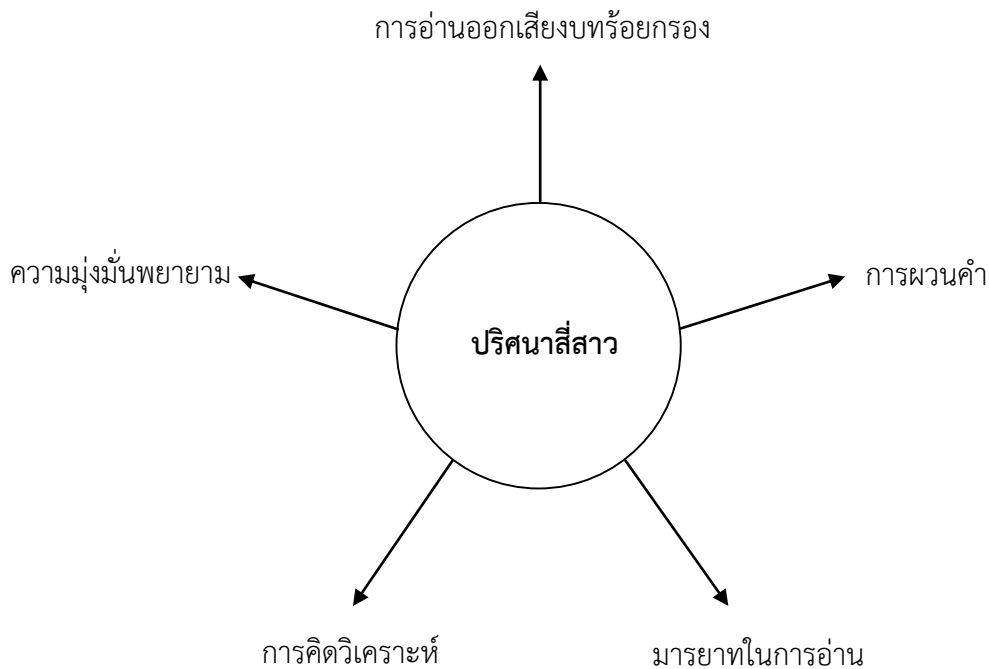 การอ่านออกเสียงบทร้อยกรอง
ความมุ่งมั่นพยายาม
การผวนคำ
ปริศนาสี่สาว
การคิดวิเคราะห์
มารยาทในการอ่าน